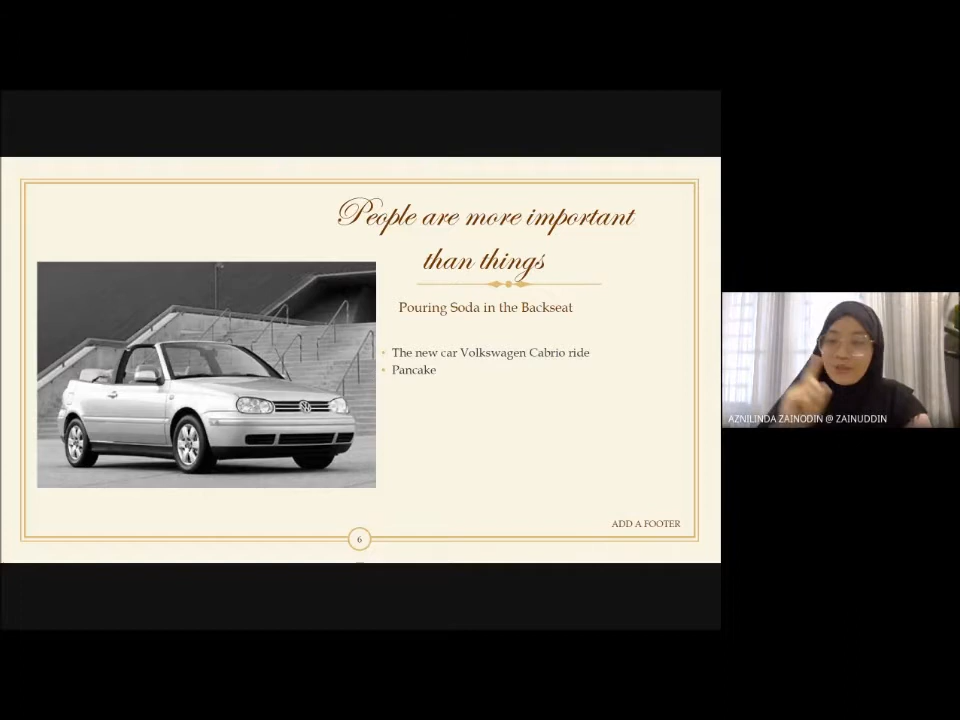 People are more important
than things
Pouring Soda in the Backseat
• The new car Volkswagen Cabrio ride
• Pancake
ADD A FOOTER
6
AZNILINDA ZAINODIN @ ZAINUDDIN